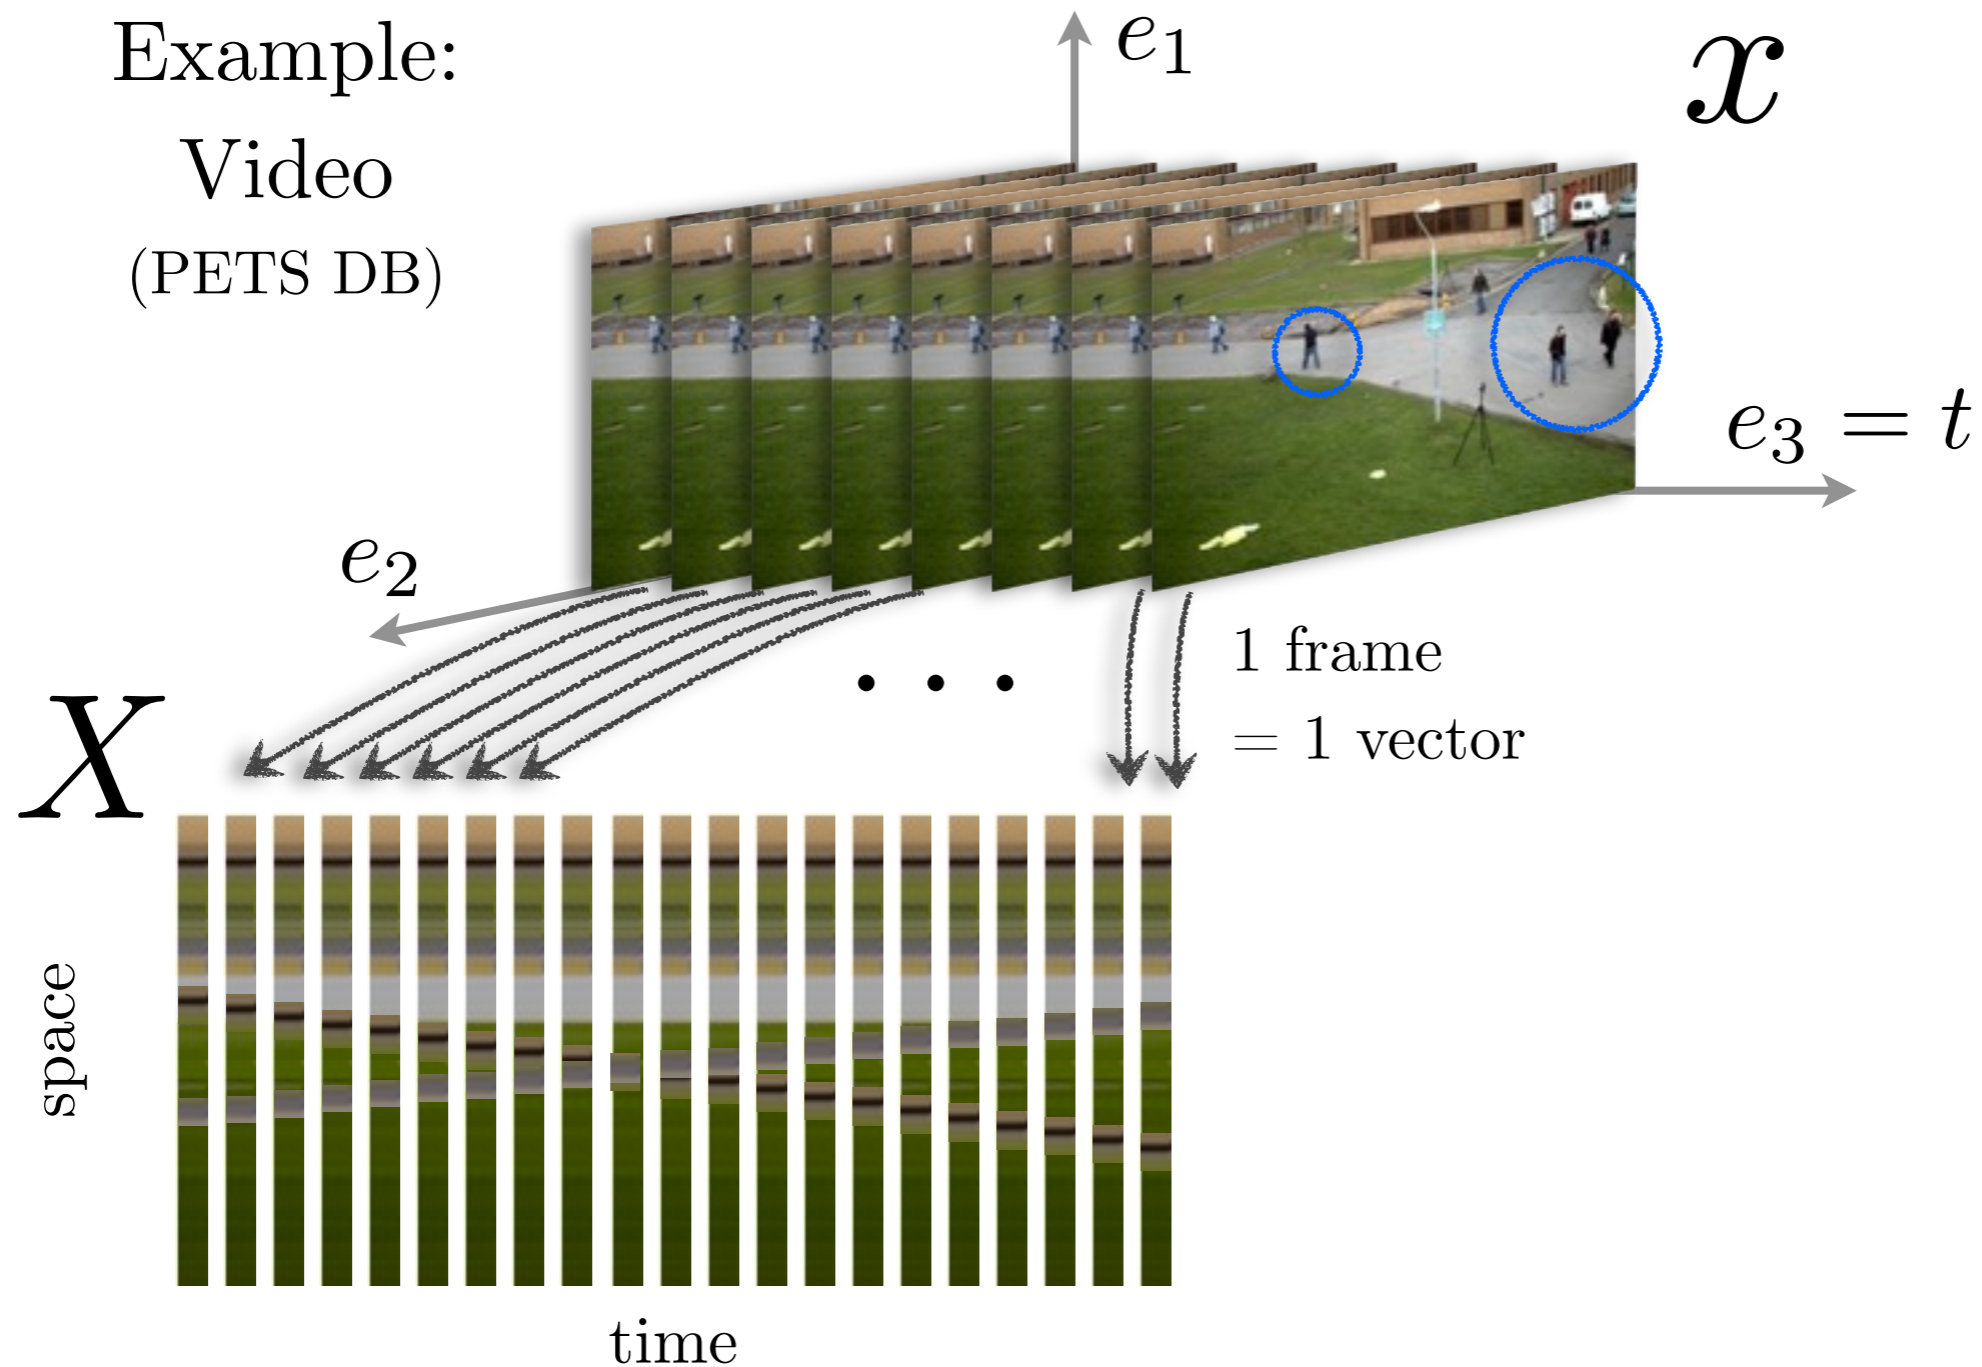 Example:
Video
(PETS DB)
e₁
x
e₃ = t
e₂
1 frame
= 1 vector
X
space
time